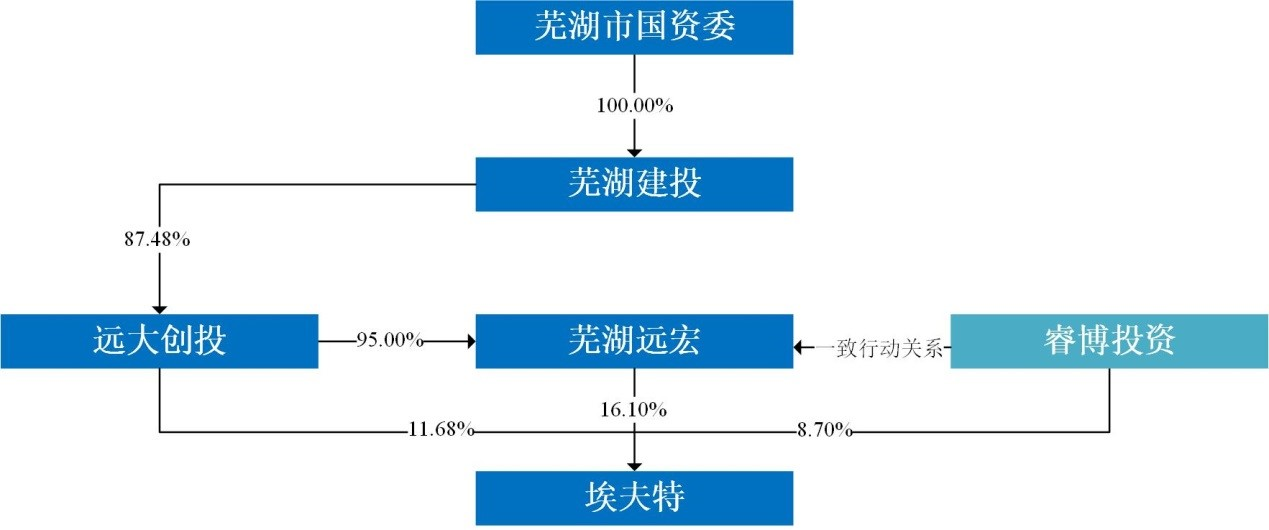 芜湖市国资委
100.00%
芜湖建投
87.48%
远大创投
95.00%
芜湖远宏
一致行动关系
睿博投资
16.10%
11.68%
8.70%
埃夫特